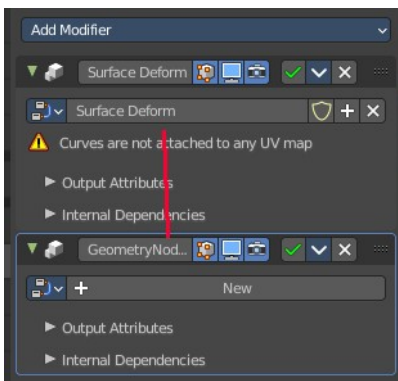 Add Modifier
Surface Deform
Surface Deform
Curves are not attached to any UV map
Output Attributes
Internal Dependencies
GeometryNod...
New
Output Attributes
Internal Dependencies